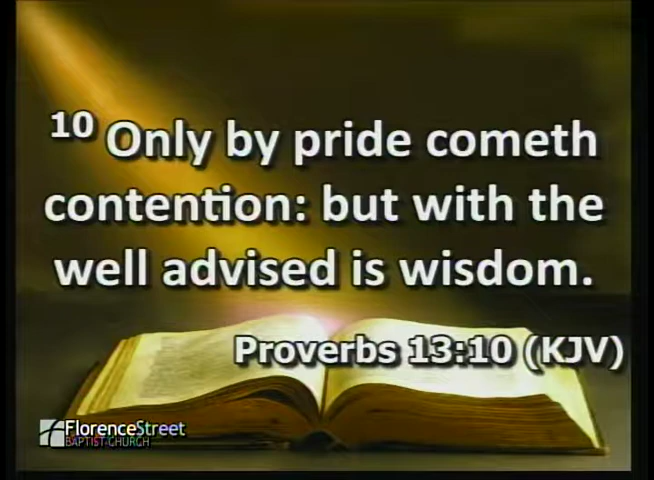 10 Only by pride cometh
contention: but with the
well advised is wisdom.
Proverbs 13:10 (KJV)
FlorenceStreet
BAPTIST CHURCH